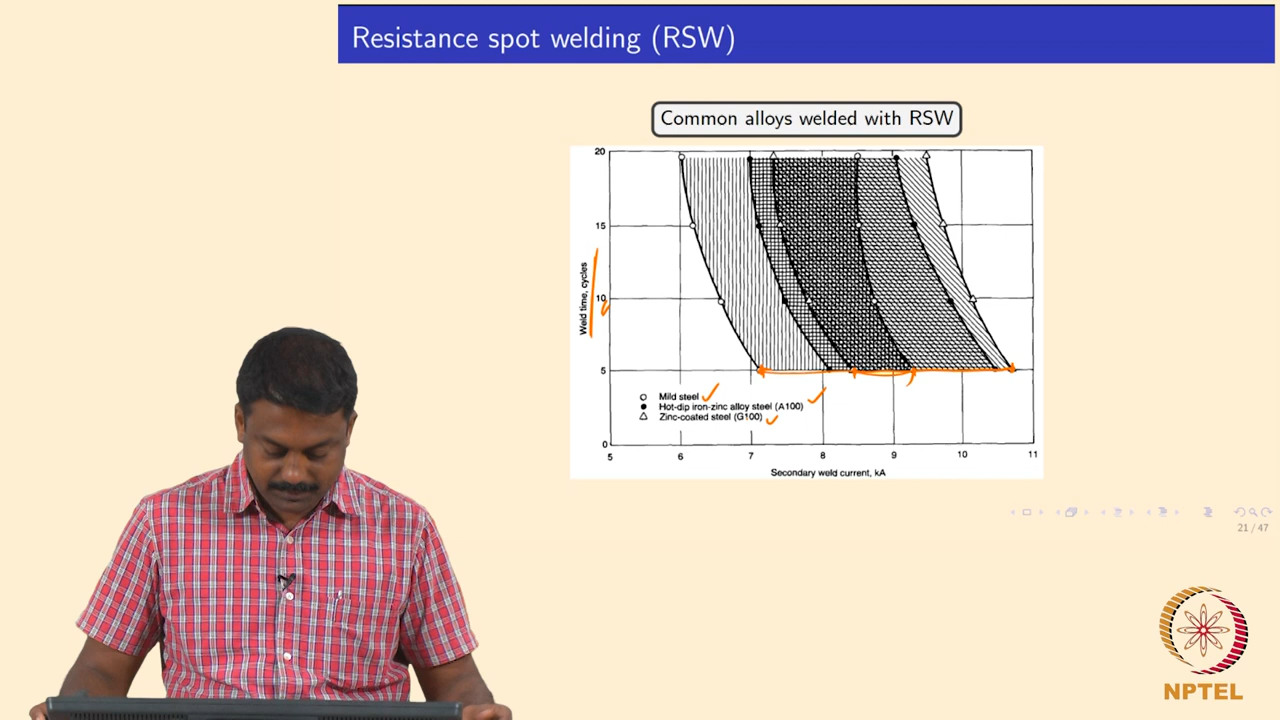 Resistance spot welding (RSW)
Common alloys welded with RSW
20
15
10
5
0
Weld time, cycles
Mild steel
Hot-dip iron-zinc alloy steel (A100)
Zinc-coated steel (G100)
5 6 7 8 9 10 11
Secondary weld current, kA
21 / 47
NPTEL